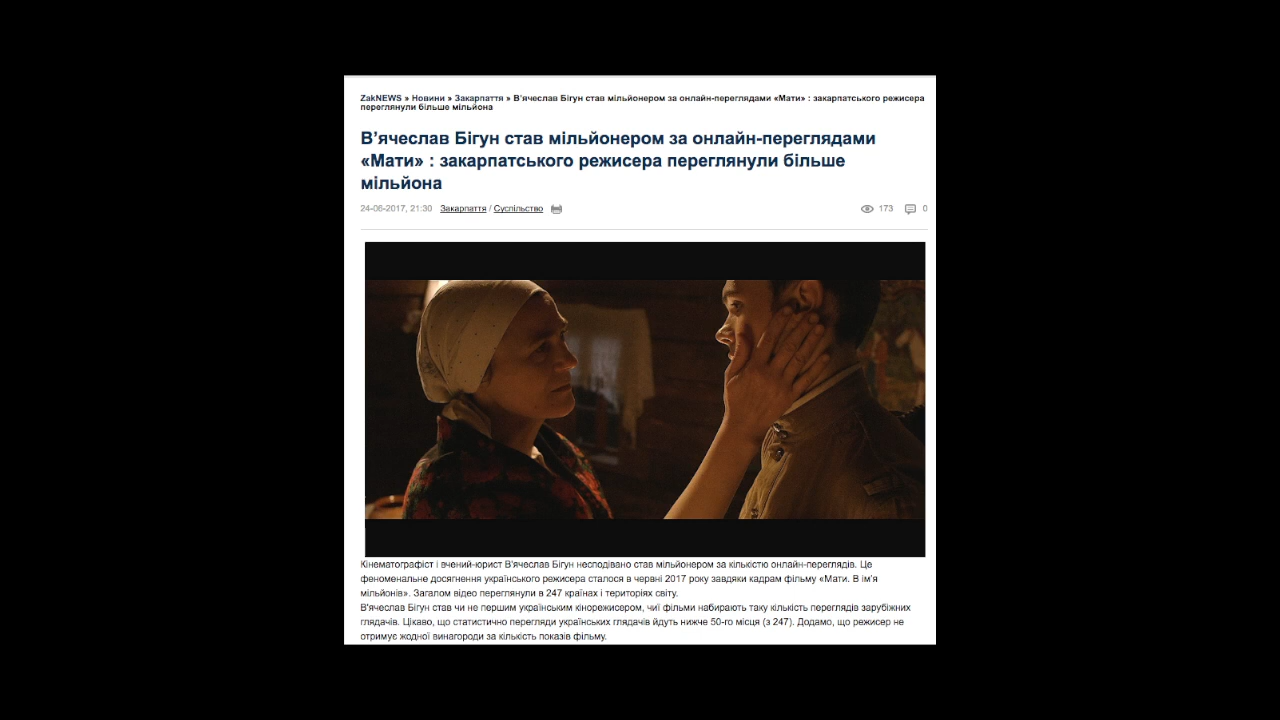 ZakNEWS » Новини » Закарпаття » В'ячеслав Бігун став мільйонером за онлайн-переглядами «Мати» : закарпатського режисера
переглянули більше мільйона
В'ячеслав Бігун став мільйонером за онлайн-переглядами
«Мати» : закарпатського режисера переглянули більше
мільйона
24-06-2017, 21:30 Закарпаття / Суспільство 173 0
Кінематографіст і вчений-юрист В'ячеслав Бігун несподівано став мільйонером за кількістю онлайн-переглядів. Це
феноменальне досягнення українського режисера сталося в червні 2017 року завдяки кадрам фільму «Мати. В ім'я
мільйонів». Загалом відео переглянули в 247 країнах і територіях світу.
В'ячеслав Бігун став чи не першим українським кінорежисером, чиї фільми набирають таку кількість переглядів зарубіжних
глядачів. Цікаво, що статистично перегляди українських глядачів йдуть нижче 50-го місця (з 247). Додамо, що режисер не
отримує жодної винагороди за кількість показів фільму.